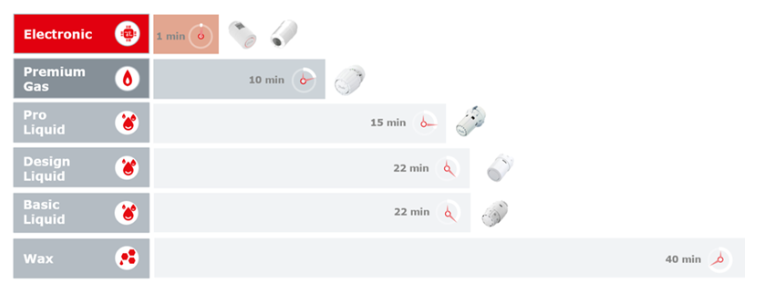 Electronic
1 min
Premium
Gas
10 min
Pro
Liquid
15 min
Design
Liquid
22 min
Basic
Liquid
22 min
Wax
40 min